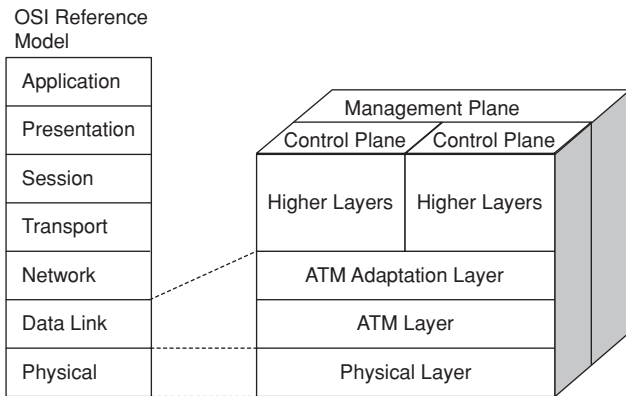 OSI Reference
Model
Application
Presentation
Session
Transport
Network
Data Link
Physical
Management Plane
Control Plane
Control Plane
Higher Layers
Higher Layers
ATM Adaptation Layer
ATM Layer
Physical Layer